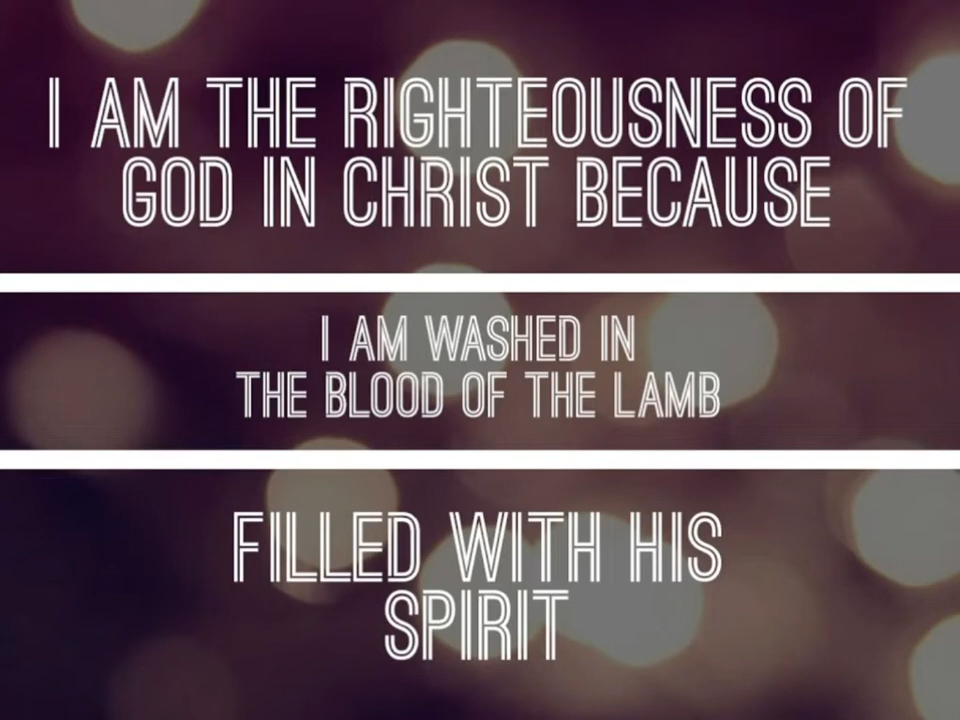 I AM THE RIGHTEOUSNESS OF
GOD IN CHRIST BECAUSE
I AM WASHED IN
THE BLOOD OF THE LAMB
FILLED WITH HIS
SPIRIT